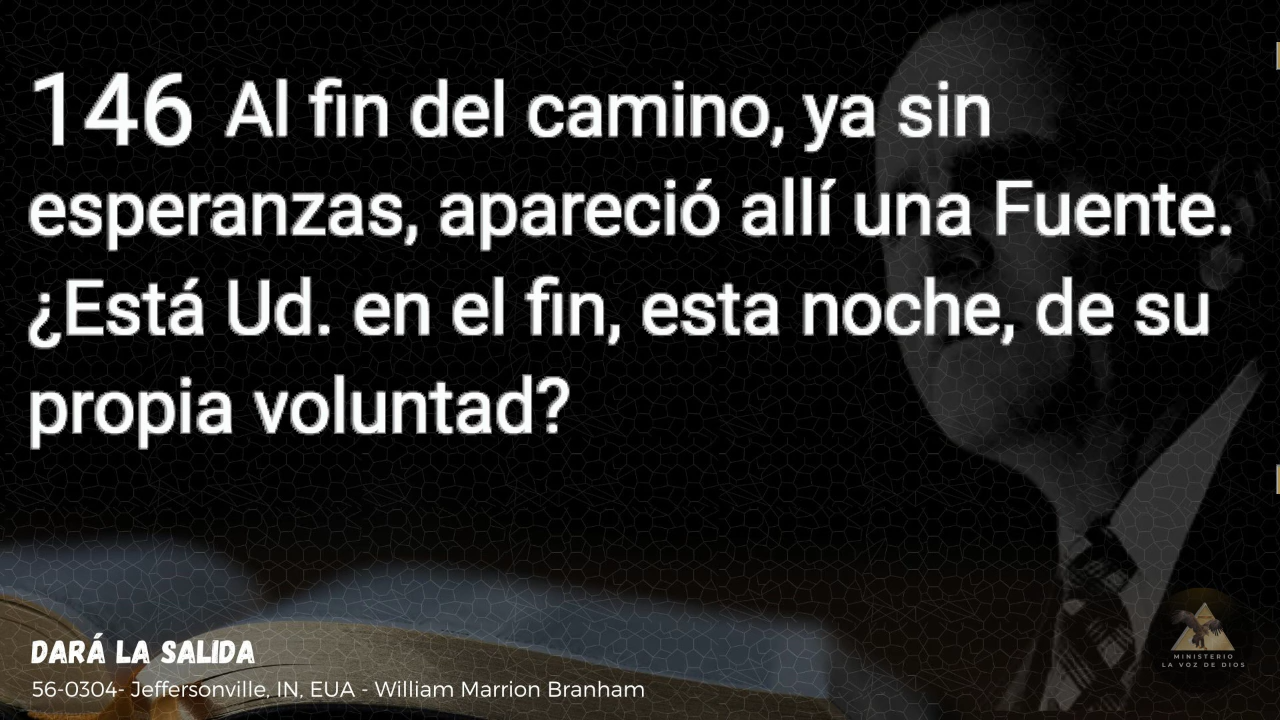 146 Al fin del camino, ya sin
esperanzas, apareció allí una Fuente.
¿Está Ud. en el fin, esta noche, de su
propia voluntad?
DARÁ LA SALIDA
56-0304- Jeffersonville, IN, EUA - William Marrion Branham
MINISTERIO
LA VOZ DE DIOS